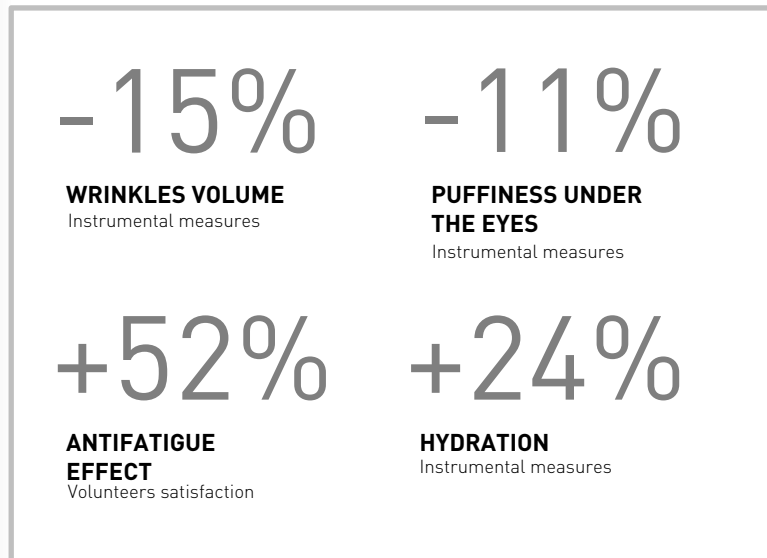 -15%
WRINKLES VOLUME
Instrumental measures
-11%
PUFFINESS UNDER
THE EYES
Instrumental measures
+52%
ANTIFATIGUE
EFFECT
Volunteers satisfaction
+24%
HYDRATION
Instrumental measures